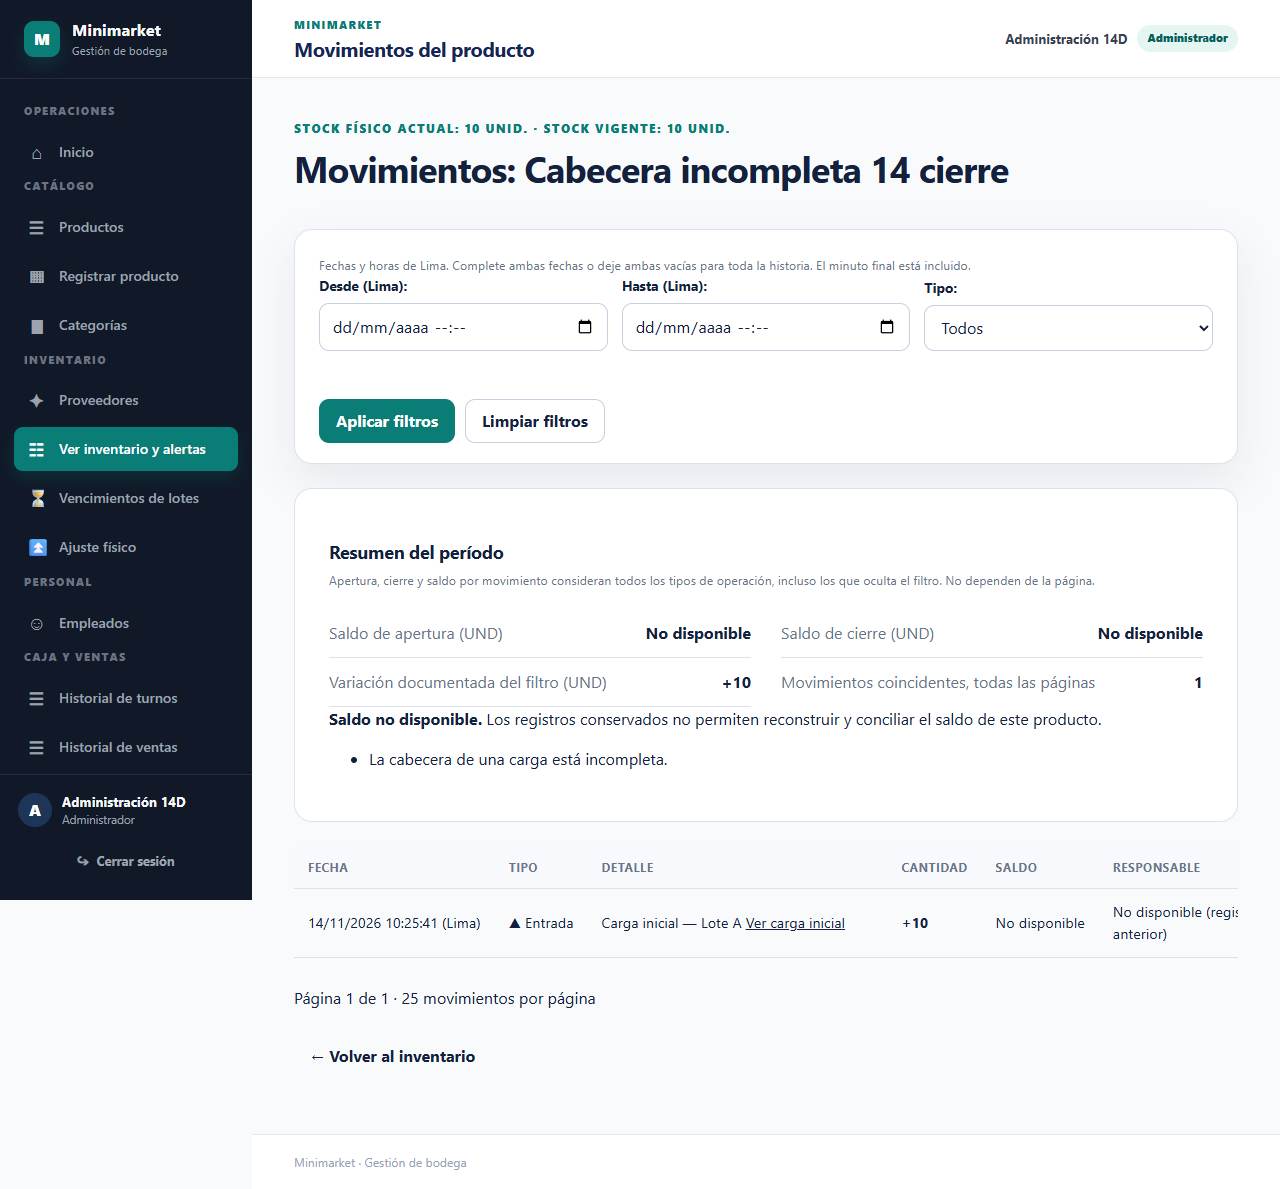 M
Minimarket
Gestión de bodega
OPERACIONES
Inicio
CATÁLOGO
Productos
Registrar producto
Categorías
INVENTARIO
Proveedores
Ver inventario y alertas
Vencimientos de lotes
Ajuste físico
PERSONAL
Empleados
CAJA Y VENTAS
Historial de turnos
Historial de ventas
A
Administración 14D
Administrador
Cerrar sesión
MINIMARKET
Movimientos del producto
Administración 14D Administrador
STOCK FÍSICO ACTUAL: 10 UNID. · STOCK VIGENTE: 10 UNID.
Movimientos: Cabecera incompleta 14 cierre
Fechas y horas de Lima. Complete ambas fechas o deje ambas vacías para toda la historia. El minuto final está incluido.
Desde (Lima): Hasta (Lima): Tipo:
dd/mm/aaaa --:-- dd/mm/aaaa --:-- Todos
Aplicar filtros Limpiar filtros
Resumen del período
Apertura, cierre y saldo por movimiento consideran todos los tipos de operación, incluso los que oculta el filtro. No dependen de la página.
Saldo de apertura (UND) No disponible Saldo de cierre (UND) No disponible
Variación documentada del filtro (UND) +10 Movimientos coincidentes, todas las páginas 1
Saldo no disponible. Los registros conservados no permiten reconstruir y conciliar el saldo de este producto.
• La cabecera de una carga está incompleta.
FECHA TIPO DETALLE CANTIDAD SALDO RESPONSABLE
14/11/2026 10:25:41 (Lima) ▲ Entrada Carga inicial — Lote A Ver carga inicial +10 No disponible No disponible (regis
anterior)
Página 1 de 1 · 25 movimientos por página
← Volver al inventario
Minimarket · Gestión de bodega